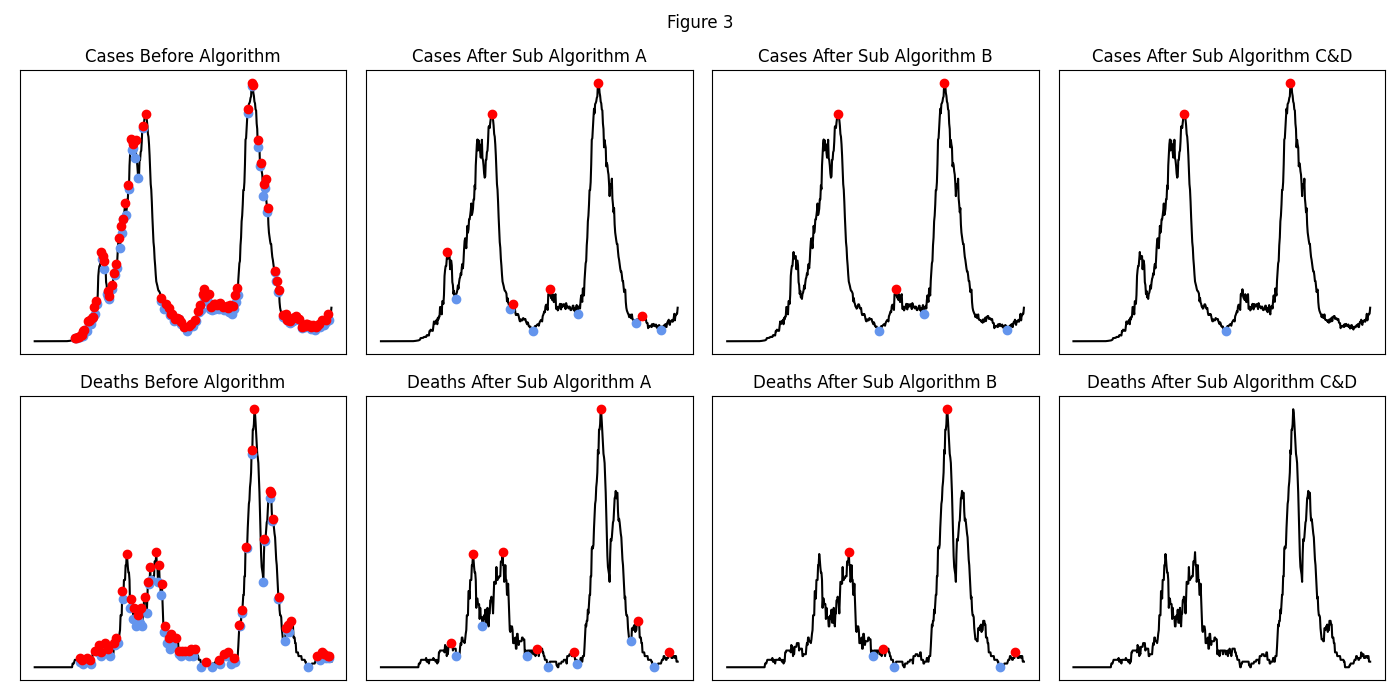 Figure 3
Cases Before Algorithm
Cases After Sub Algorithm A
Cases After Sub Algorithm B
Cases After Sub Algorithm C&D
Deaths Before Algorithm
Deaths After Sub Algorithm A
Deaths After Sub Algorithm B
Deaths After Sub Algorithm C&D